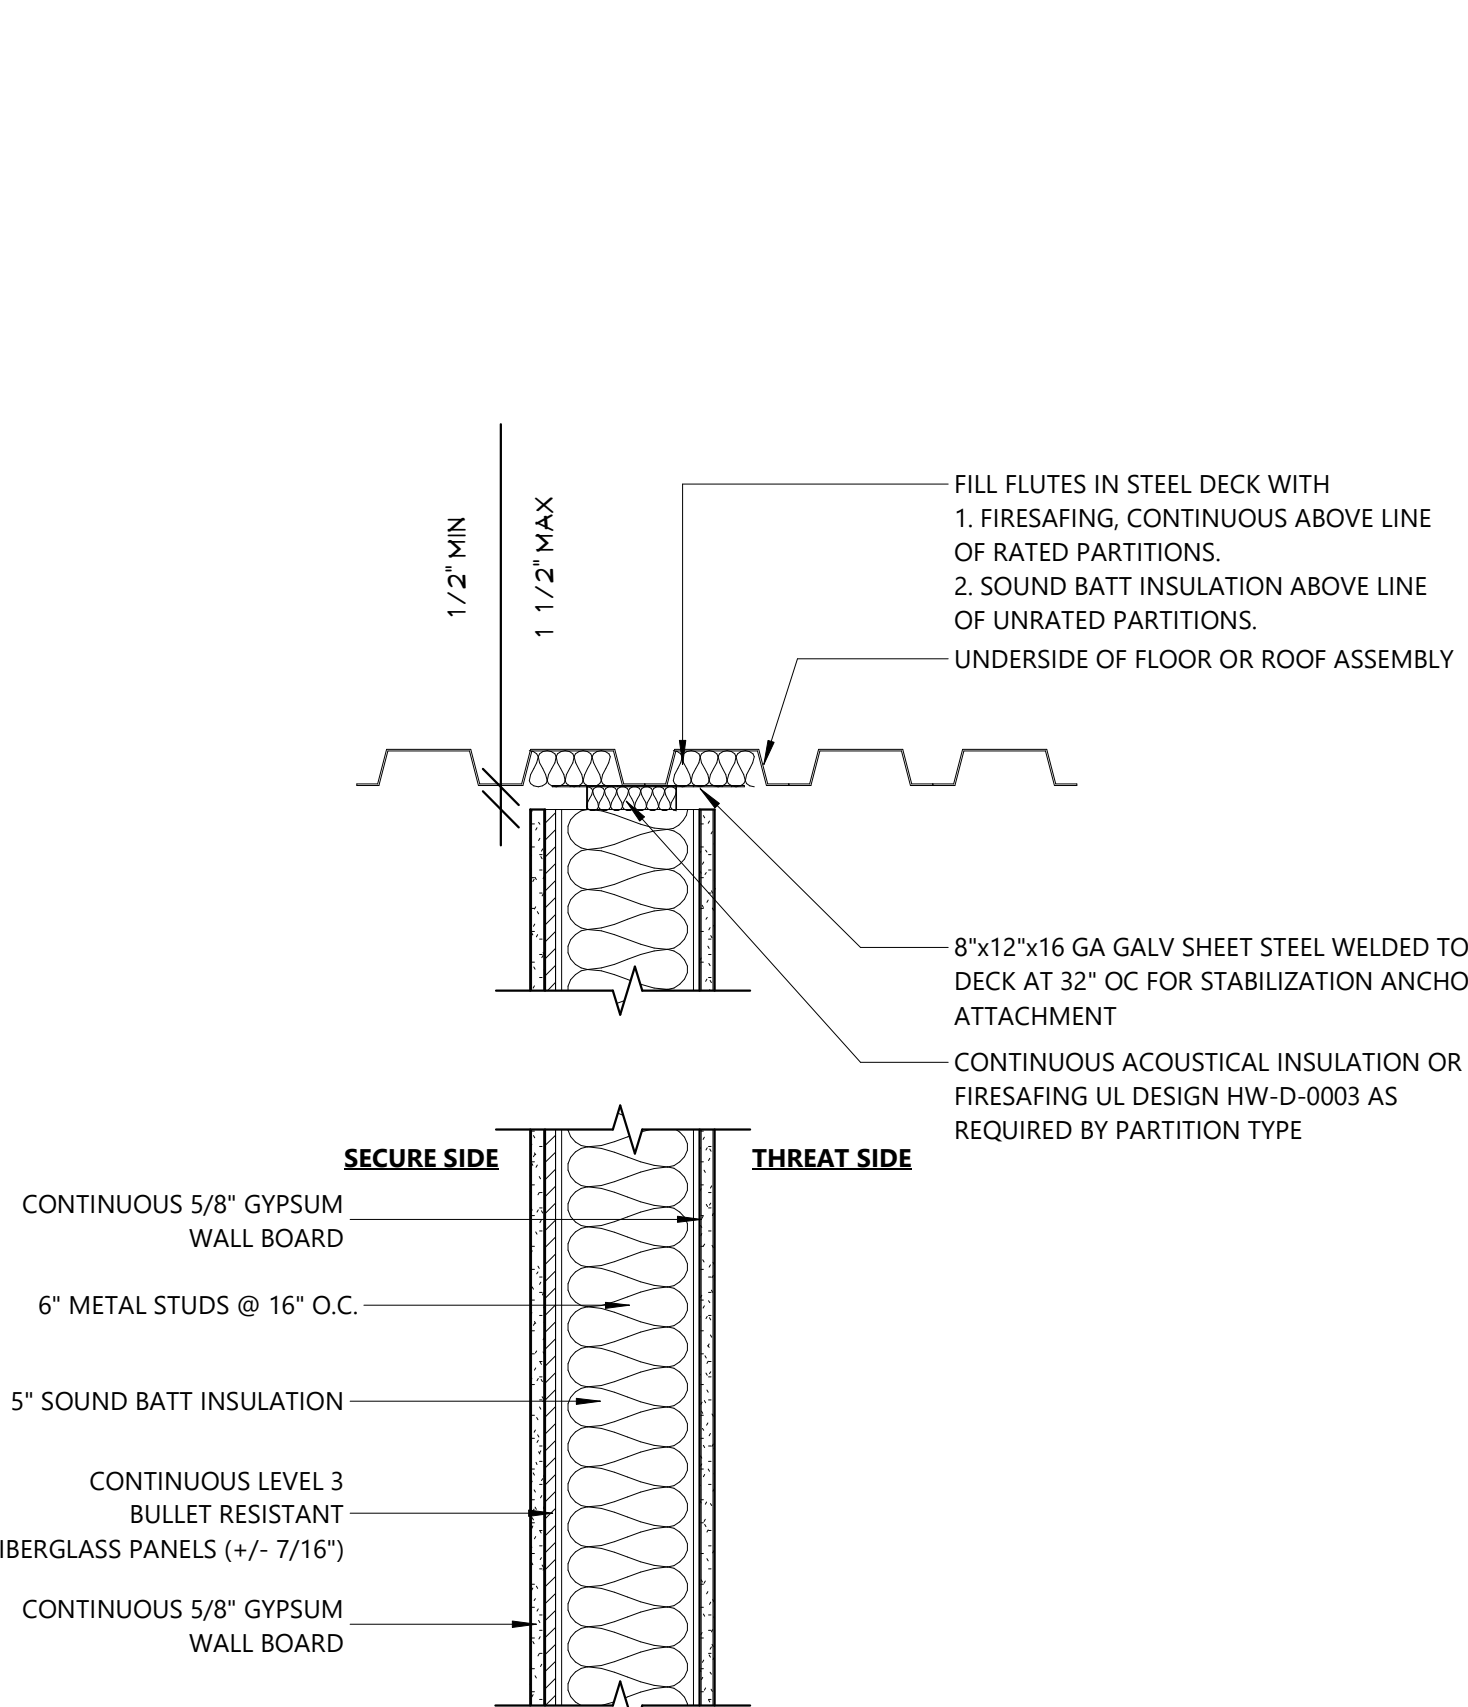 1/2" MIN
1 1/2" MAX
FILL FLUTES IN STEEL DECK WITH
1. FIRESAFING, CONTINUOUS ABOVE LINE
OF RATED PARTITIONS.
2. SOUND BATT INSULATION ABOVE LINE
OF UNRATED PARTITIONS.
UNDERSIDE OF FLOOR OR ROOF ASSEMBLY
8"x12"x16 GA GALV SHEET STEEL WELDED TO
DECK AT 32" OC FOR STABILIZATION ANCHO
ATTACHMENT
CONTINUOUS ACOUSTICAL INSULATION OR
FIRESAFING UL DESIGN HW-D-0003 AS
REQUIRED BY PARTITION TYPE
SECURE SIDE
THREAT SIDE
CONTINUOUS 5/8" GYPSUM
WALL BOARD
6" METAL STUDS @ 16" O.C.
5" SOUND BATT INSULATION
CONTINUOUS LEVEL 3
BULLET RESISTANT
IBERGLASS PANELS (+/- 7/16")
CONTINUOUS 5/8" GYPSUM
WALL BOARD